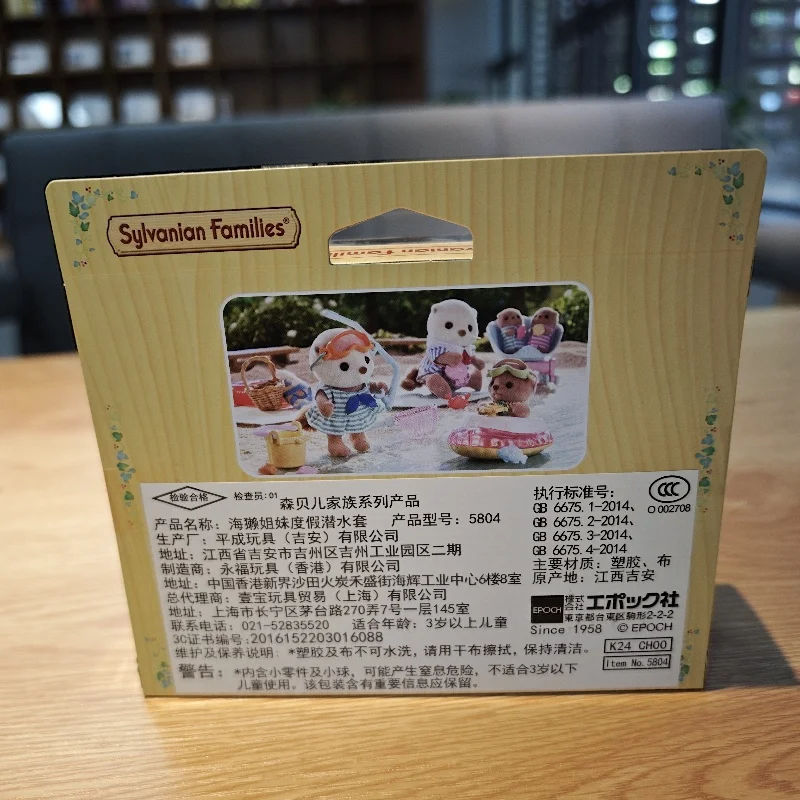 Sylvanian Families®
检验合格 检查员:01 森贝儿家族系列产品
产品名称: 海獭姐妹度假潜水套 产品型号: 5804
生产厂: 平成玩具（吉安）有限公司
地址: 江西省吉安市吉州区吉州工业园区二期
制造商: 永福玩具（香港）有限公司
地址: 中国香港新界沙田火炭禾盛街海辉工业中心6楼8室
总代理商: 壹宝玩具贸易（上海）有限公司
地址: 上海市长宁区茅台路270弄7号一层145室
联系电话: 021-52835520 适合年龄: 3岁以上儿童
3C证书编号:2016152203016088
维护及保养说明: *塑胶及布不可水洗，请用干布擦拭，保持清洁。
警告: *内含小零件及小球，可能产生窒息危险，不适合3岁以下
儿童使用。该包装含有重要信息应保留。
执行标准号:
GB 6675.1-2014、
GB 6675.2-2014、
GB 6675.3-2014、
GB 6675.4-2014
主要材质: 塑胶、布
原产地: 江西吉安
CCC
O 002708
EPOCH 株式会社 エポック社
東京都台東区駒形2-2-2
Since 1958 © EPOCH
K24 CH00
Item No.5804